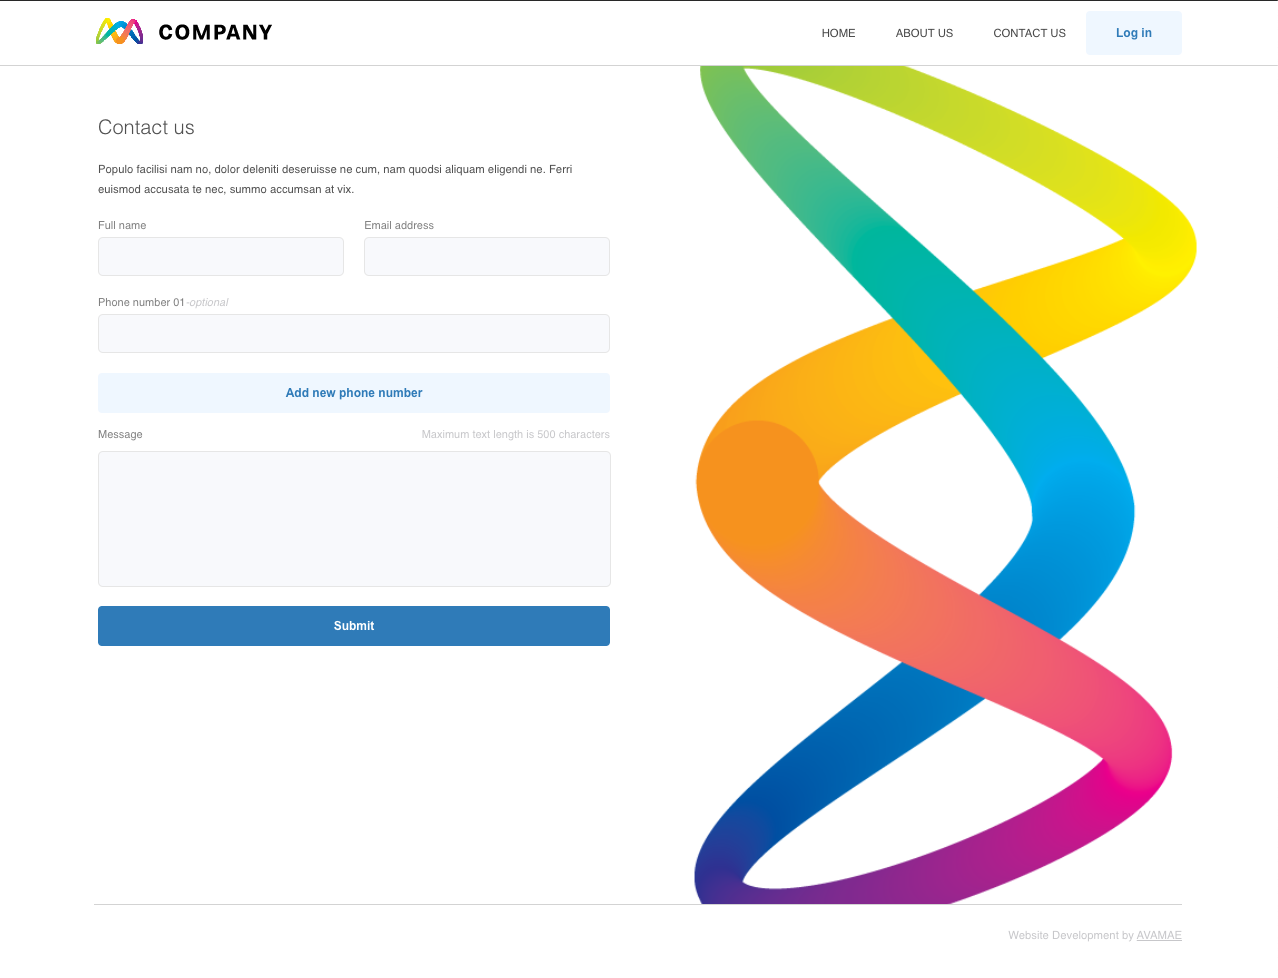 COMPANY
HOME
ABOUT US
CONTACT US
Log in
Contact us
Populo facilisi nam no, dolor deleniti deseruisse ne cum, nam quodsi aliquam eligendi ne. Ferri
euismod accusata te nec, summo accumsan at vix.
Full name
Email address
Phone number 01-optional
Add new phone number
Message
Maximum text length is 500 characters
Submit
Website Development by AVAMAE